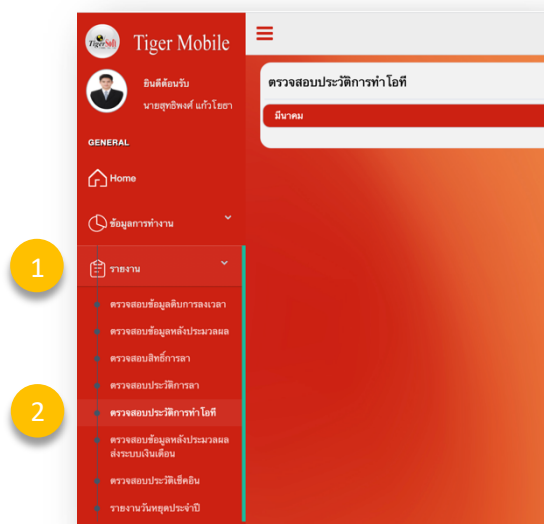 TigerSoft
Tiger Mobile
ยินดีต้อนรับ
นายสุทธิพงศ์ แก้วโยธา
GENERAL
Home
ข้อมูลการทำงาน
1
รายงาน
ตรวจสอบข้อมูลดิบการลงเวลา
ตรวจสอบข้อมูลหลังประมวลผล
ตรวจสอบสิทธิ์การลา
ตรวจสอบประวัติการลา
2
ตรวจสอบประวัติการทำโอที
ตรวจสอบข้อมูลหลังประมวลผล
ส่งระบบเงินเดือน
ตรวจสอบประวัติเช็คอิน
รายงานวันหยุดประจำปี
ตรวจสอบประวัติการทำโอที
มีนาคม